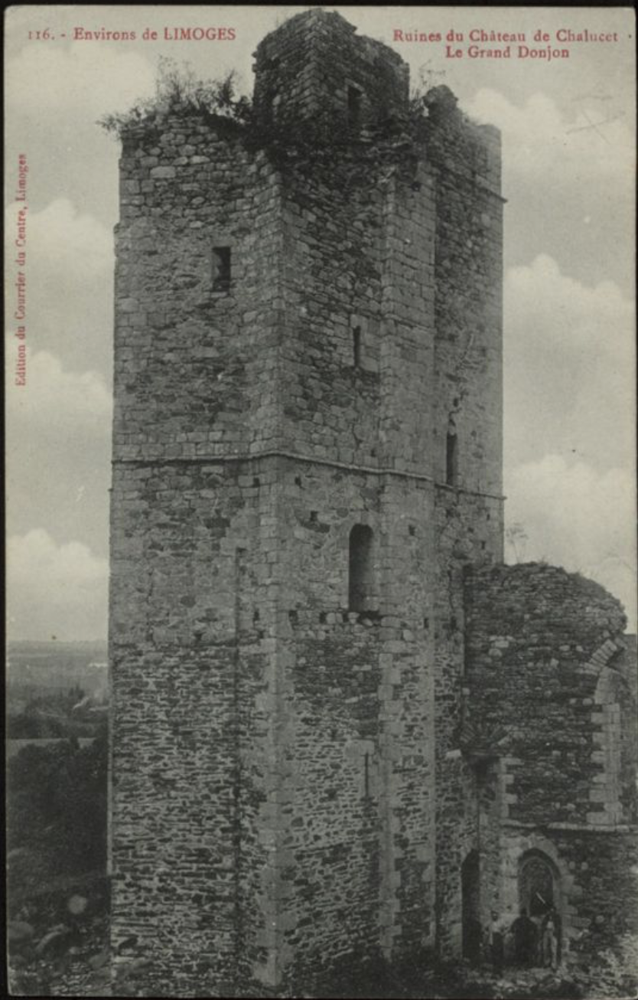 116. - Environs de LIMOGES
Ruines du Château de Chalucet
Le Grand Donjon
Edition du Courrier du Centre, Limoges